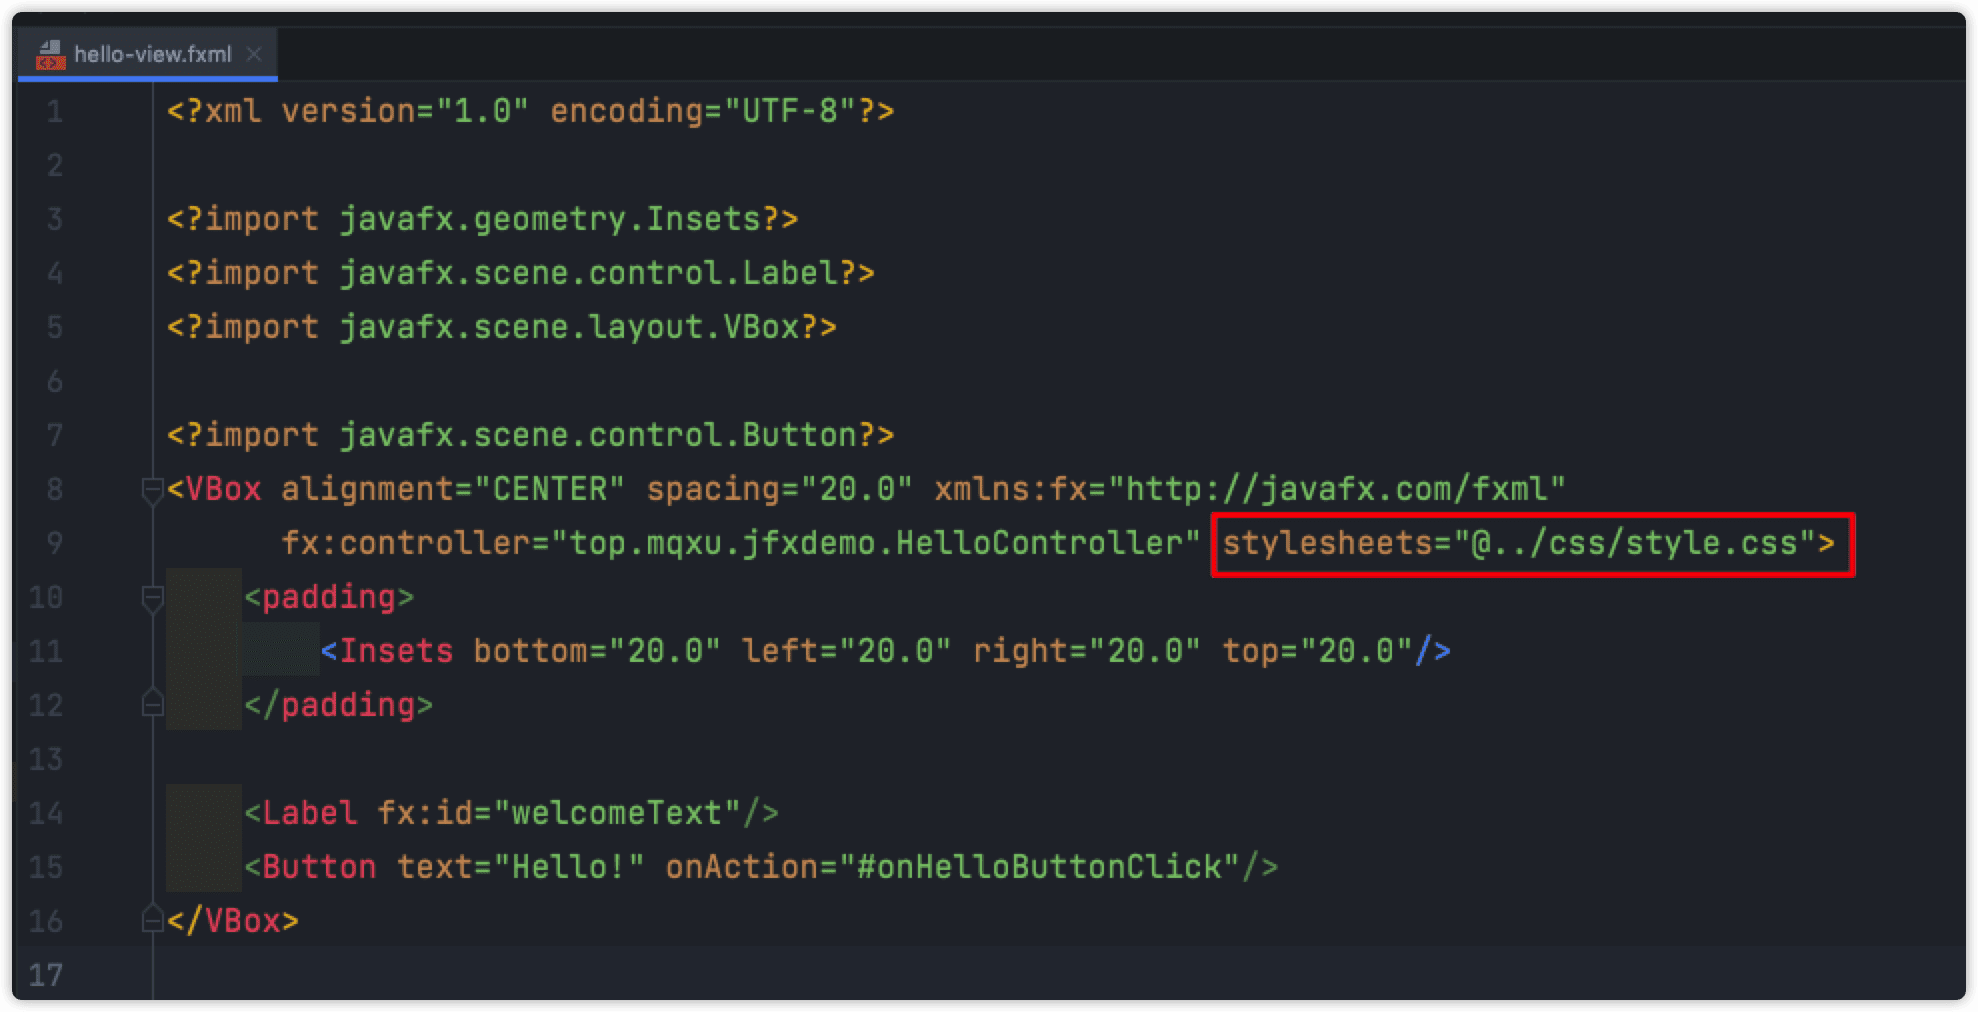 hello-view.fxml
1 <?xml version="1.0" encoding="UTF-8"?>
2
3 <?import javafx.geometry.Insets?>
4 <?import javafx.scene.control.Label?>
5 <?import javafx.scene.layout.VBox?>
6
7 <?import javafx.scene.control.Button?>
8 <VBox alignment="CENTER" spacing="20.0" xmlns:fx="http://javafx.com/fxml"
9       fx:controller="top.mqxu.jfxdemo.HelloController" stylesheets="@../css/style.css">
10     <padding>
11         <Insets bottom="20.0" left="20.0" right="20.0" top="20.0"/>
12     </padding>
13
14     <Label fx:id="welcomeText"/>
15     <Button text="Hello!" onAction="#onHelloButtonClick"/>
16 </VBox>
17